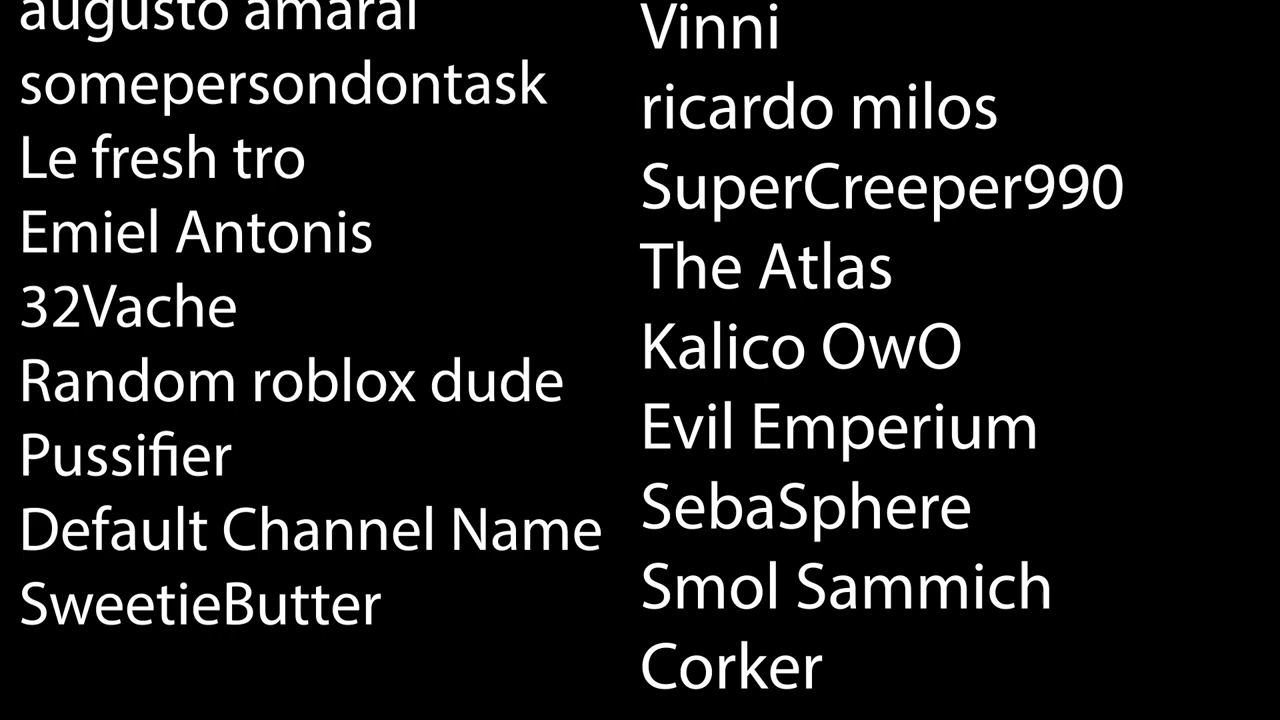 augusto amaral
somepersondontask
Le fresh tro
Emiel Antonis
32Vache
Random roblox dude
Pussifier
Default Channel Name
SweetieButter
Vinni
ricardo milos
SuperCreeper990
The Atlas
Kalico OwO
Evil Emperium
SebaSphere
Smol Sammich
Corker